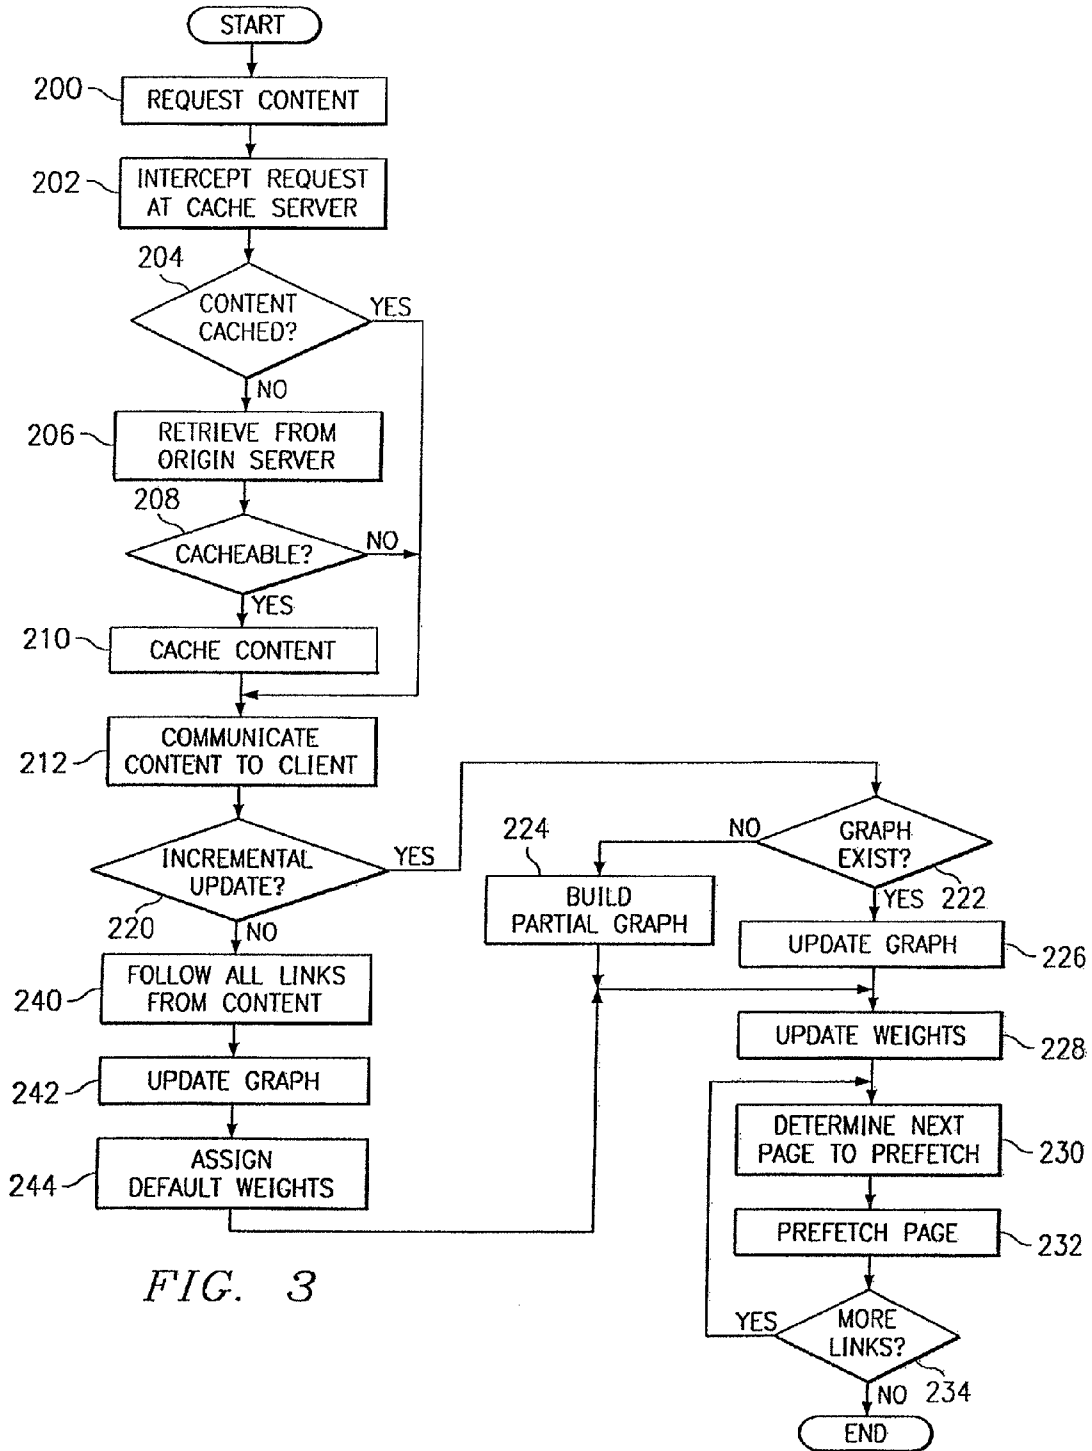 START
200
REQUEST CONTENT
202
INTERCEPT REQUEST
AT CACHE SERVER
204
CONTENT
CACHED?
YES
NO
206
RETRIEVE FROM
ORIGIN SERVER
208
CACHEABLE?
NO
YES
210
CACHE CONTENT
212
COMMUNICATE
CONTENT TO CLIENT
INCREMENTAL
UPDATE?
YES
220
NO
240
FOLLOW ALL LINKS
FROM CONTENT
242
UPDATE GRAPH
244
ASSIGN
DEFAULT WEIGHTS
GRAPH
EXIST?
222
NO
224
BUILD
PARTIAL GRAPH
YES
UPDATE GRAPH
226
UPDATE WEIGHTS
228
DETERMINE NEXT
PAGE TO PREFETCH
230
PREFETCH PAGE
232
MORE
LINKS?
YES
234
NO
END
FIG. 3